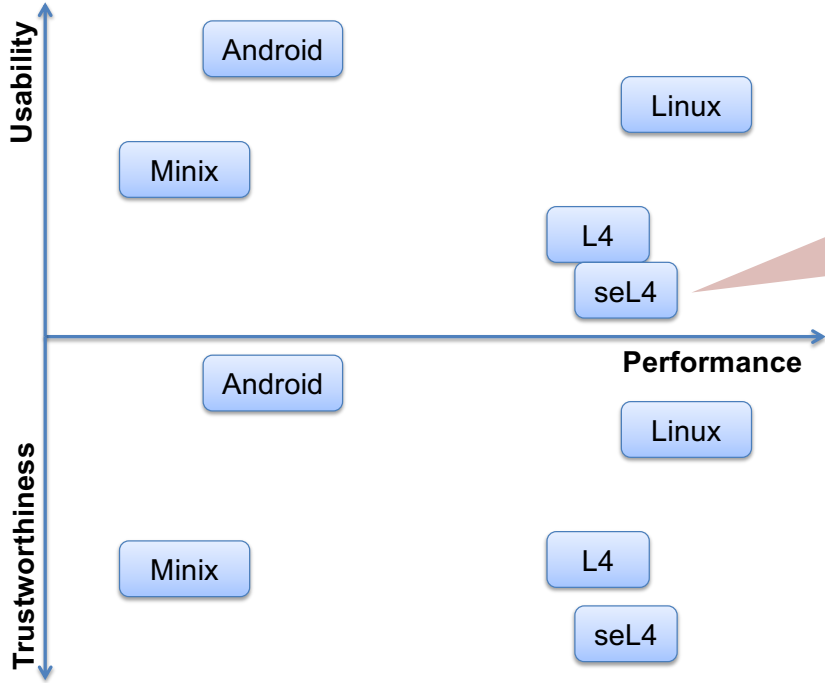 Usability
Android
Linux
Minix
L4
seL4
Performance
Trustworthiness
Android
Linux
Minix
L4
seL4